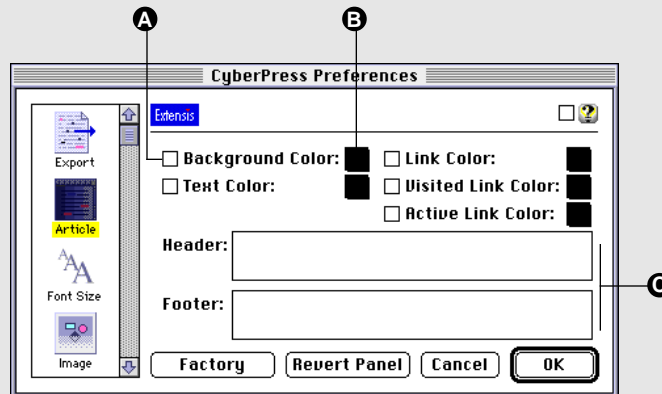 A
B
CyberPress Preferences
Extensis
?
Export
Article
Font Size
Image
Background Color:
Link Color:
Text Color:
Visited Link Color:
Active Link Color:
Header:
C
Footer:
Factory
Revert Panel
Cancel
OK